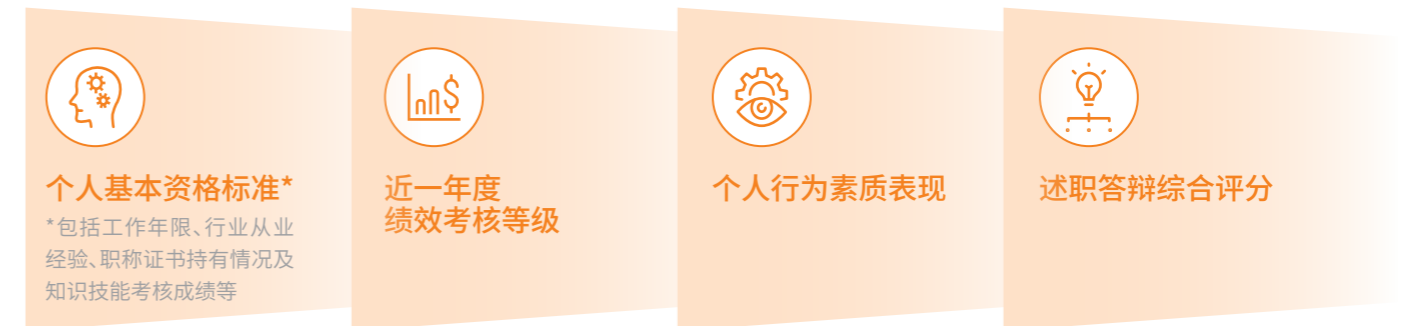 个人基本资格标准*
*包括工作年限、行业从业
经验、职称证书持有情况及
知识技能考核成绩等
近一年度
绩效考核等级
个人行为素质表现
述职答辩综合评分